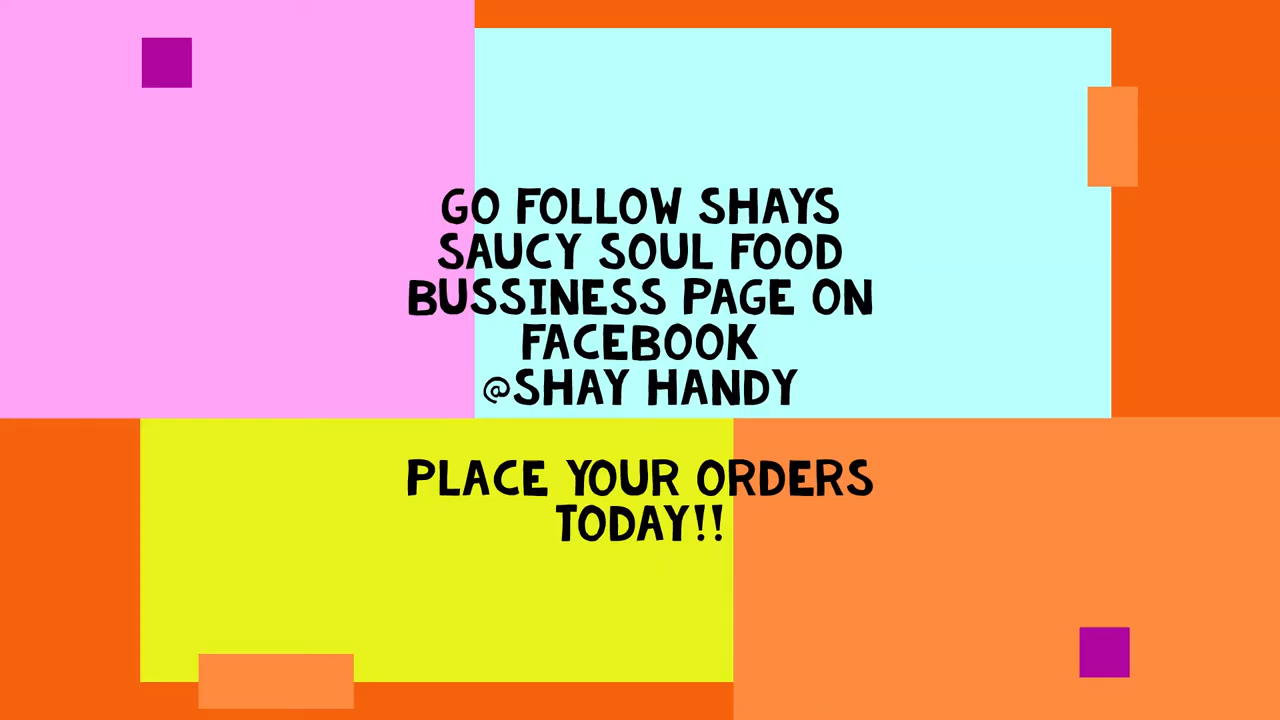 GO FOLLOW SHAYS
SAUCY SOUL FOOD
BUSSINESS PAGE ON
FACEBOOK
@SHAY HANDY
PLACE YOUR ORDERS
TODAY!!